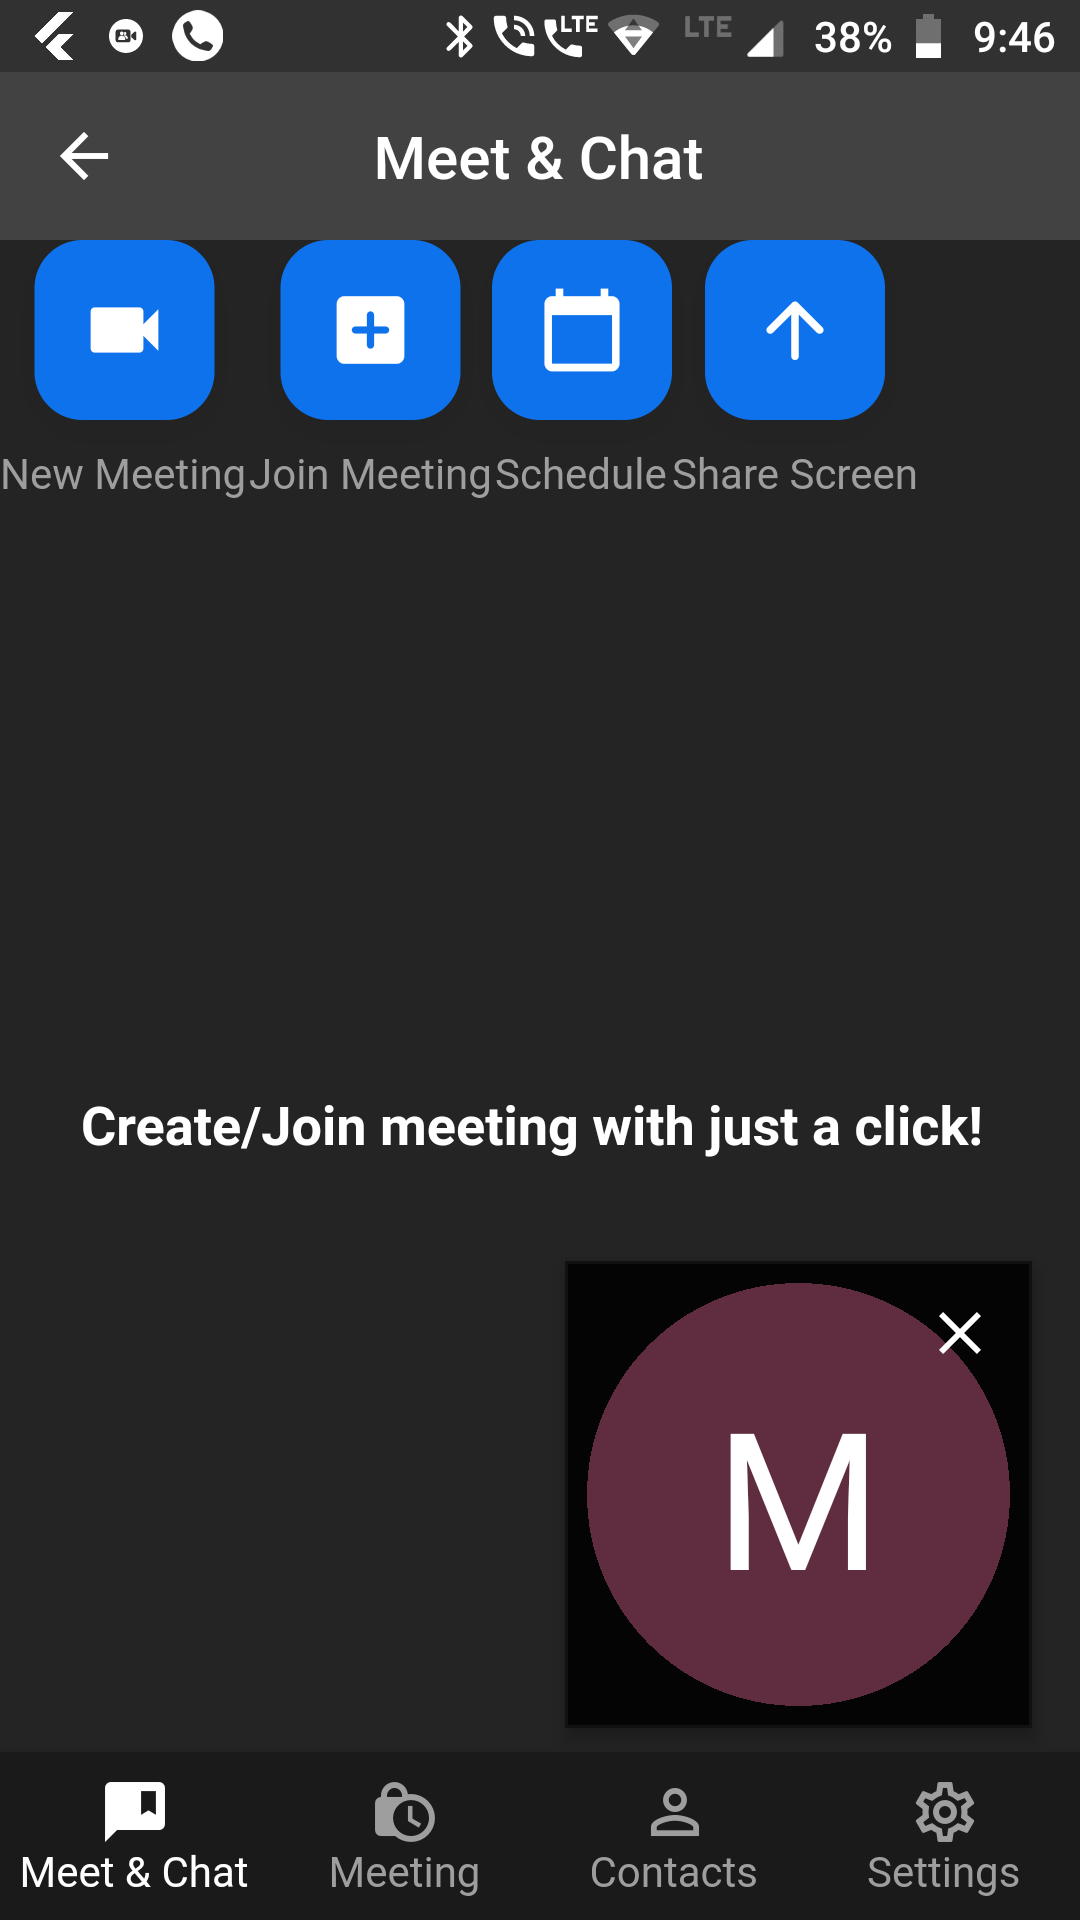 LTE LTE 38% 9:46
Meet & Chat
New Meeting Join Meeting Schedule Share Screen
Create/Join meeting with just a click!
M
Meet & Chat Meeting Contacts Settings